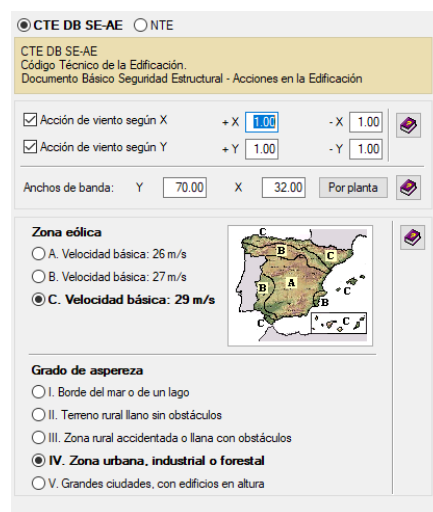 CTE DB SE-AE NTE
CTE DB SE-AE
Código Técnico de la Edificación.
Documento Básico Seguridad Estructural - Acciones en la Edificación
Acción de viento según X +X 1.00 -X 1.00
Acción de viento según Y +Y 1.00 -Y 1.00
Anchos de banda: Y 70.00 X 32.00 Por planta
Zona eólica
A. Velocidad básica: 26 m/s
B. Velocidad básica: 27 m/s
C. Velocidad básica: 29 m/s
C
B
C
A
C
B
B
C
C
Grado de aspereza
I. Borde del mar o de un lago
II. Terreno rural llano sin obstáculos
III. Zona rural accidentada o llana con obstáculos
IV. Zona urbana, industrial o forestal
V. Grandes ciudades, con edificios en altura